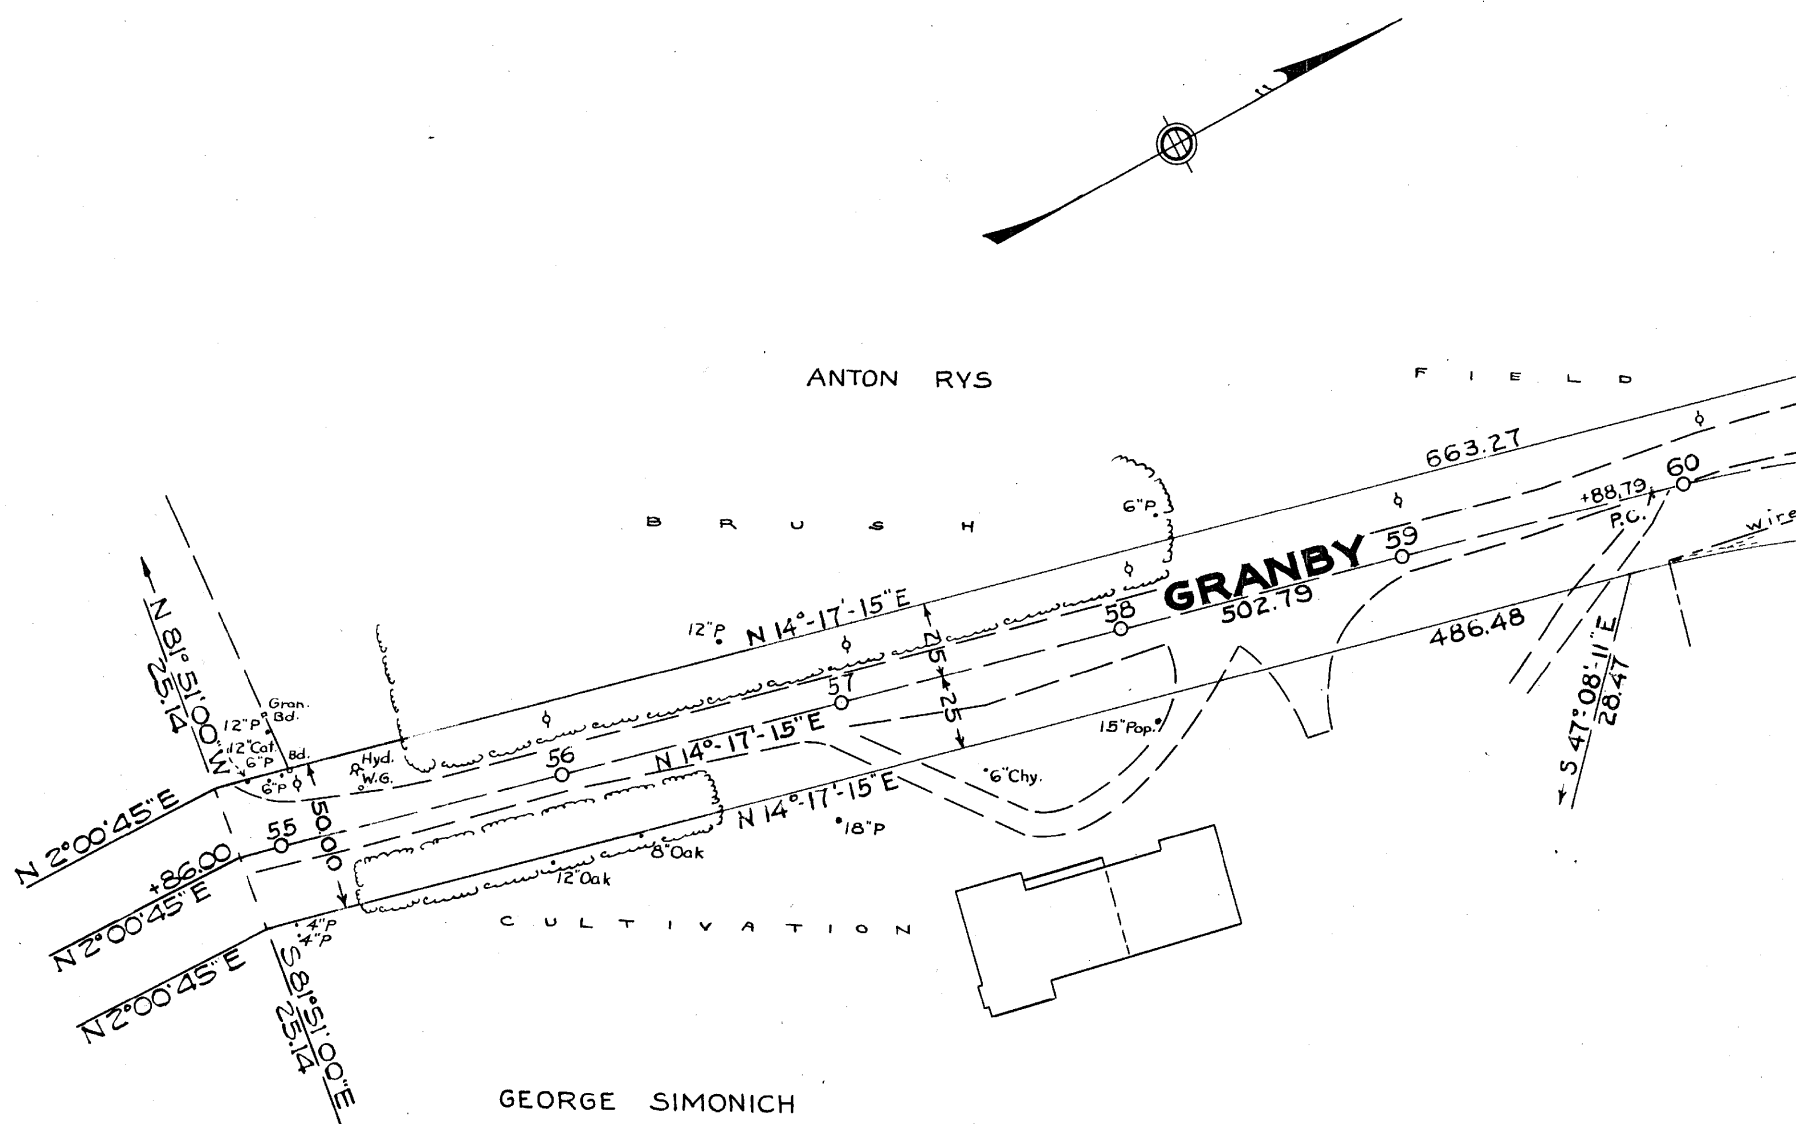 ANTON RYS
FIELD
663.27
60
+88.79
P.C.
wire
BRUSH
6"P.
GRANBY
59
502.79
58
486.48
S 47°08'-11"E
28.47
12"P
N 14°-17'-15"E
25
25
57
15"Pop.
N 81°51'00"W
25.14
Gran.
Bd.
12"P
12"Cat.
6"P
Bd.
6"P
Hyd.
W.G.
56
N 14°-17'-15"E
6"Chy.
N 14°-17'-15"E
18"P
50.00
55
N 2°00'45"E
+86.00
N 2°00'45"E
8"Oak
12"Oak
4"P
4"P
CULTIVATION
N 2°00'45"E
S 81°51'00"E
25.14
GEORGE SIMONICH